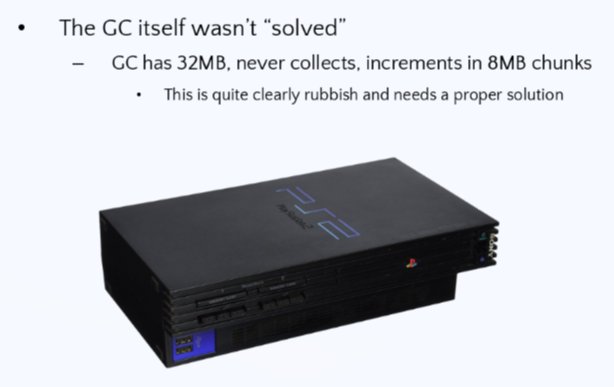 • The GC itself wasn't “solved”
– GC has 32MB, never collects, increments in 8MB chunks
• This is quite clearly rubbish and needs a proper solution
PS2